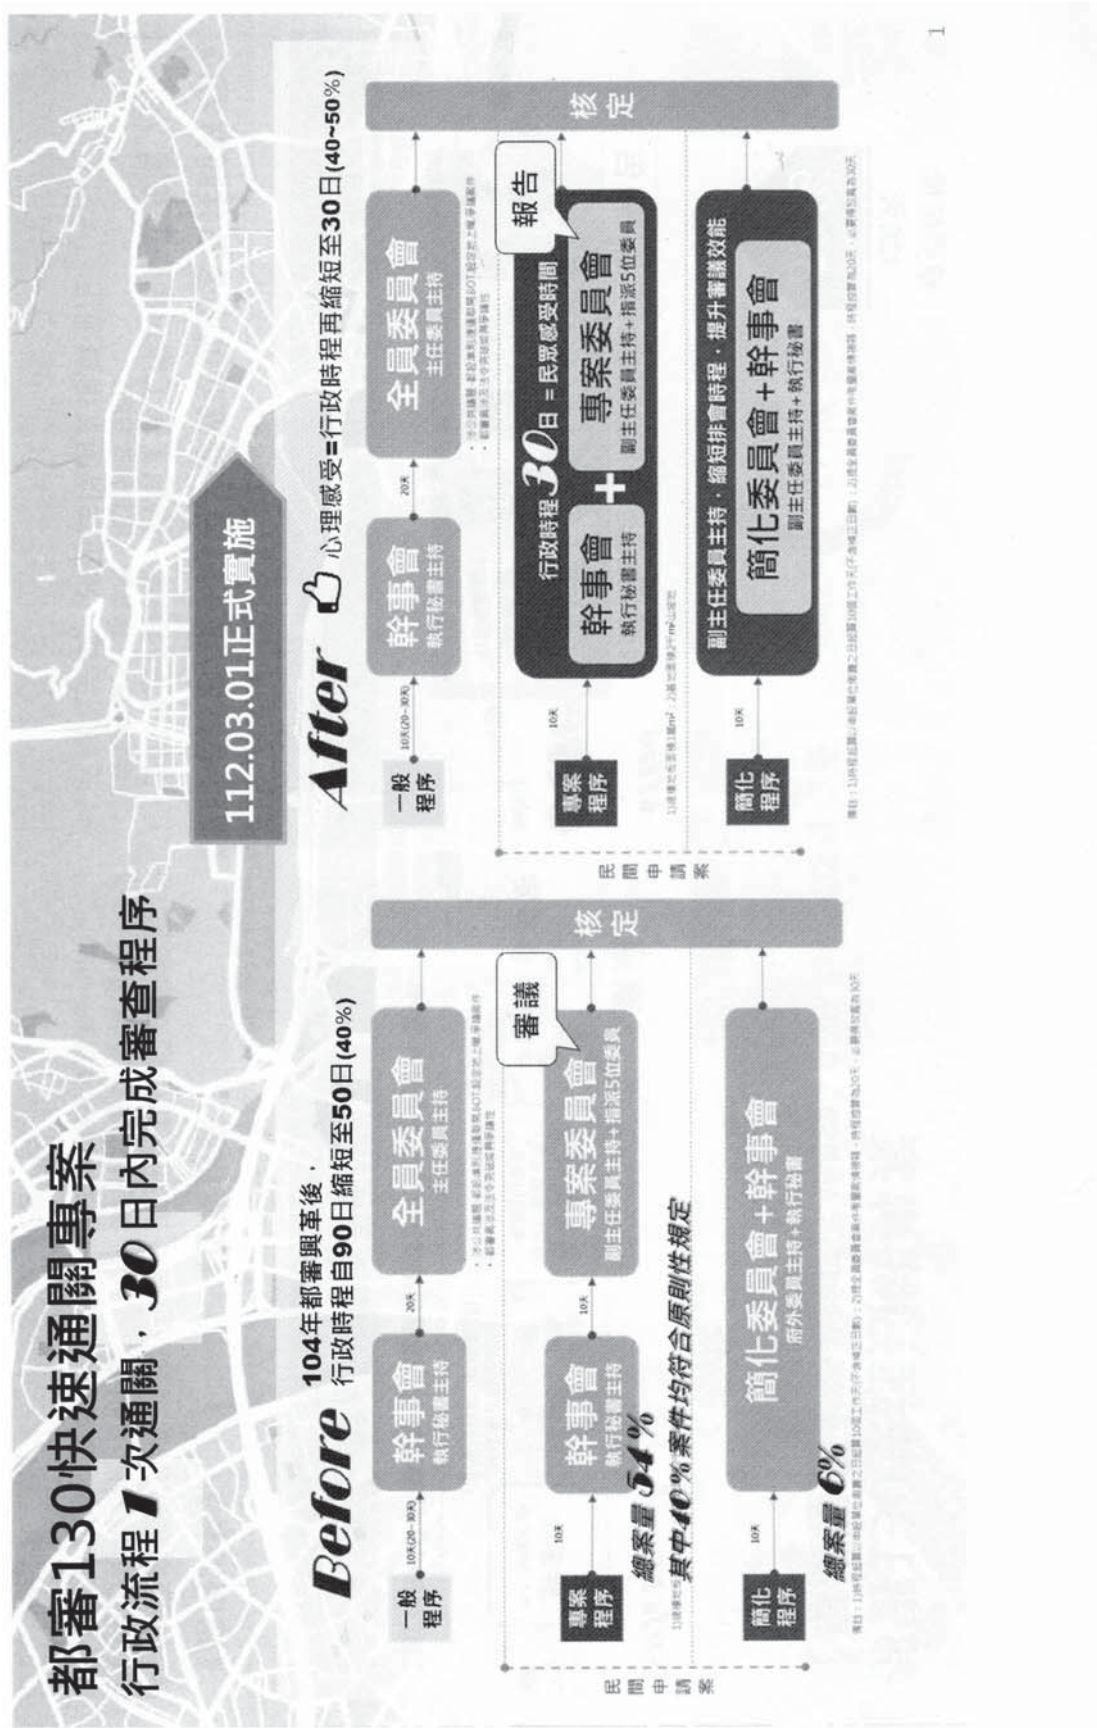 都審130快速通關專案
行政流程1次通關，30日內完成審查程序
112.03.01正式實施
Before
104年都審興革後，
行政時程自90日縮短至50日(40%)
一般
程序
10天(20~30天)
幹事會
執行秘書主持
20天
全員委員會
主任委員主持
民間申請案
專案
程序
10天
幹事會
執行秘書主持
10天
專案委員會
副主任委員主持+指派5位委員
審議
總案量54%
其中40%案件均符合原則性規定
簡化
程序
10天
簡化委員會+幹事會
府外委員主持+執行秘書
總案量6%
核定
After
心理感受=行政時程再縮短至30日(40~50%)
一般
程序
10天(20~30天)
幹事會
執行秘書主持
20天
全員委員會
主任委員主持
民間申請案
專案
程序
10天
行政時程30日=民眾感受時間
幹事會
執行秘書主持
+
專案委員會
副主任委員主持+指派5位委員
報告
簡化
程序
10天
副主任委員主持，縮短排會時程，提升審議效能
簡化委員會+幹事會
副主任委員主持+執行秘書
核定
1